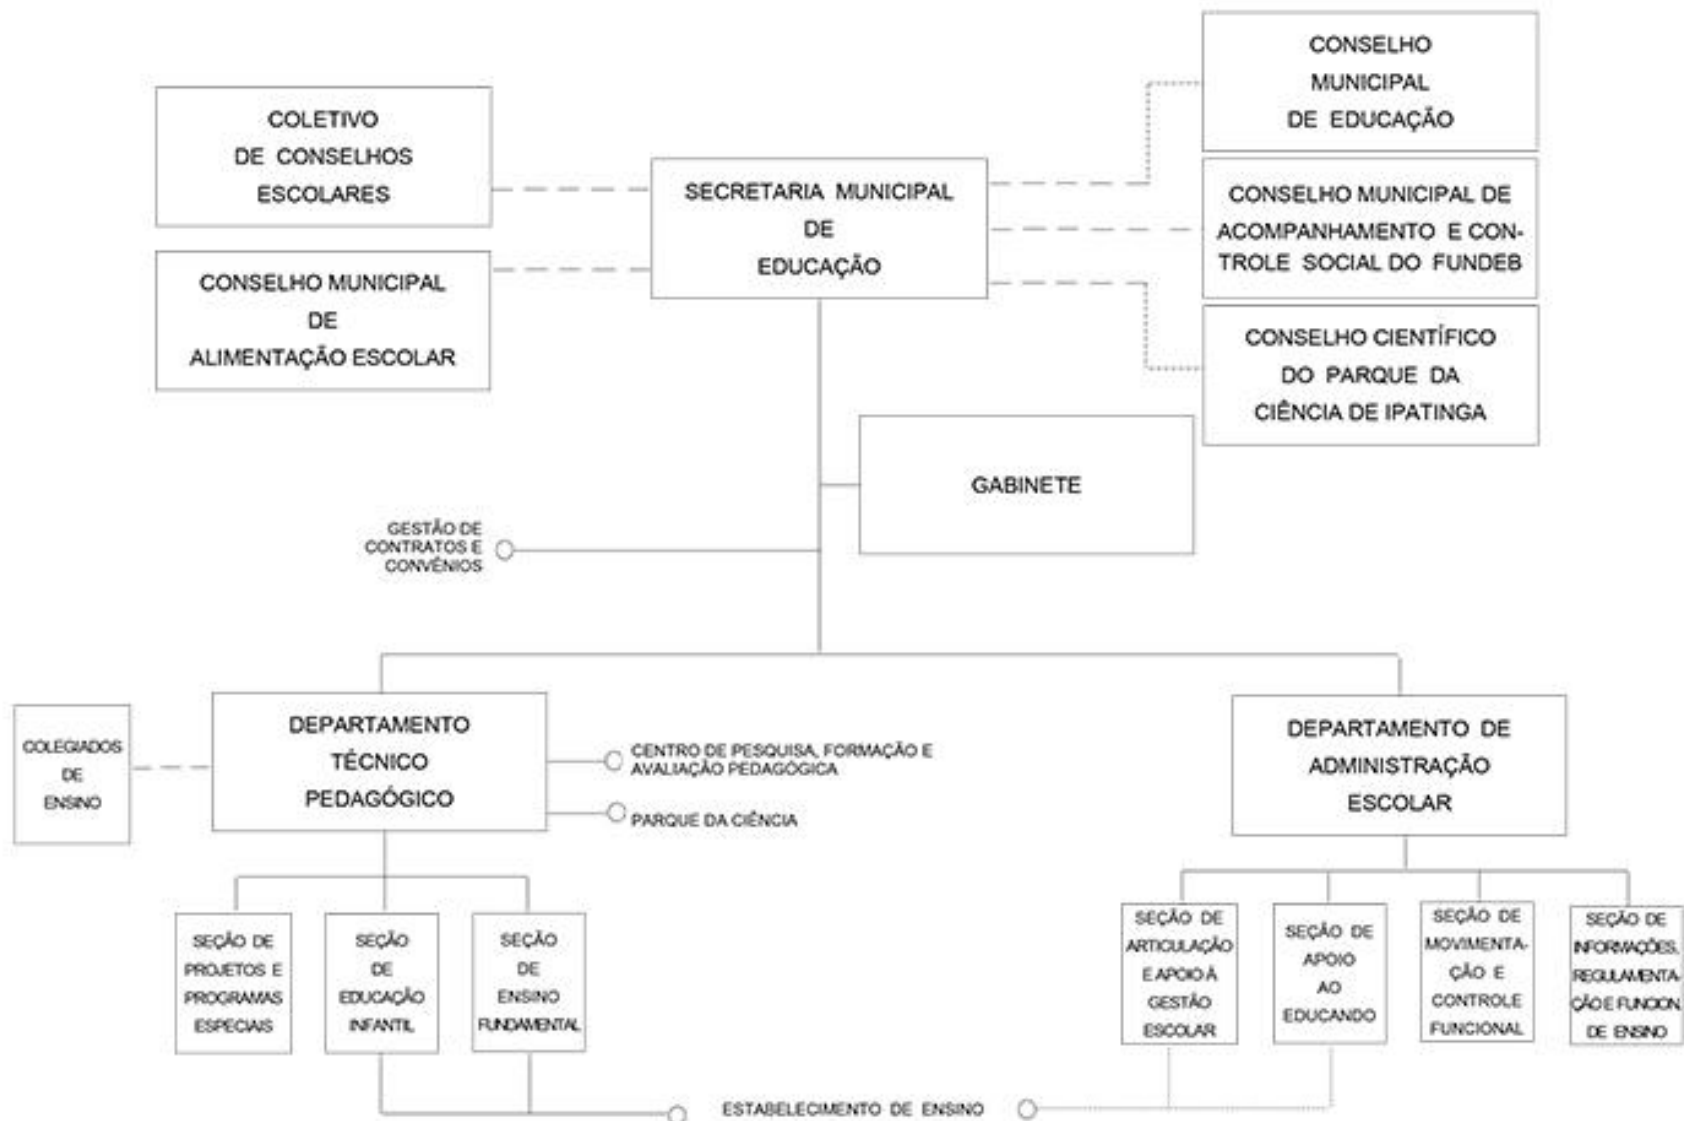 COLETIVO
DE CONSELHOS
ESCOLARES
CONSELHO MUNICIPAL
DE
ALIMENTAÇÃO ESCOLAR
SECRETARIA MUNICIPAL
DE
EDUCAÇÃO
CONSELHO
MUNICIPAL
DE EDUCAÇÃO
CONSELHO MUNICIPAL DE
ACOMPANHAMENTO E CON-
TROLE SOCIAL DO FUNDEB
CONSELHO CIENTÍFICO
DO PARQUE DA
CIÊNCIA DE IPATINGA
GABINETE
GESTÃO DE
CONTRATOS E
CONVÊNIOS
COLEGIADOS
DE
ENSINO
DEPARTAMENTO
TÉCNICO
PEDAGÓGICO
CENTRO DE PESQUISA, FORMAÇÃO E
AVALIAÇÃO PEDAGÓGICA
PARQUE DA CIÊNCIA
DEPARTAMENTO DE
ADMINISTRAÇÃO
ESCOLAR
SEÇÃO DE
PROJETOS E
PROGRAMAS
ESPECIAIS
SEÇÃO
DE
EDUCAÇÃO
INFANTIL
SEÇÃO
DE
ENSINO
FUNDAMENTAL
SEÇÃO DE
ARTICULAÇÃO
E APOIO À
GESTÃO
ESCOLAR
SEÇÃO DE
APOIO
AO
EDUCANDO
SEÇÃO DE
MOVIMENTA-
ÇÃO E
CONTROLE
FUNCIONAL
SEÇÃO DE
INFORMAÇÕES,
REGULAMENTA-
ÇÃO E FUNCION.
DE ENSINO
ESTABELECIMENTO DE ENSINO